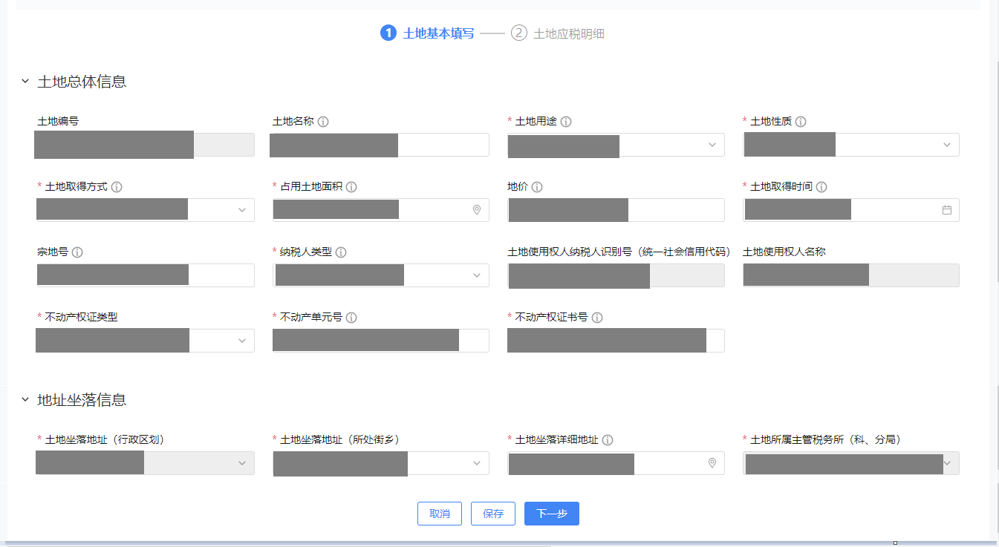 1 土地基本填写 2 土地应税明细
土地总体信息
土地编号 土地名称 * 土地用途 * 土地性质
* 土地取得方式 * 占用土地面积 地价 * 土地取得时间
宗地号 * 纳税人类型 土地使用权人纳税人识别号（统一社会信用代码） 土地使用权人名称
* 不动产权证类型 * 不动产单元号 * 不动产权证书号
地址坐落信息
* 土地坐落地址（行政区划） * 土地坐落地址（所处街乡） * 土地坐落详细地址 * 土地所属主管税务所（科、分局）
取消 保存 下一步